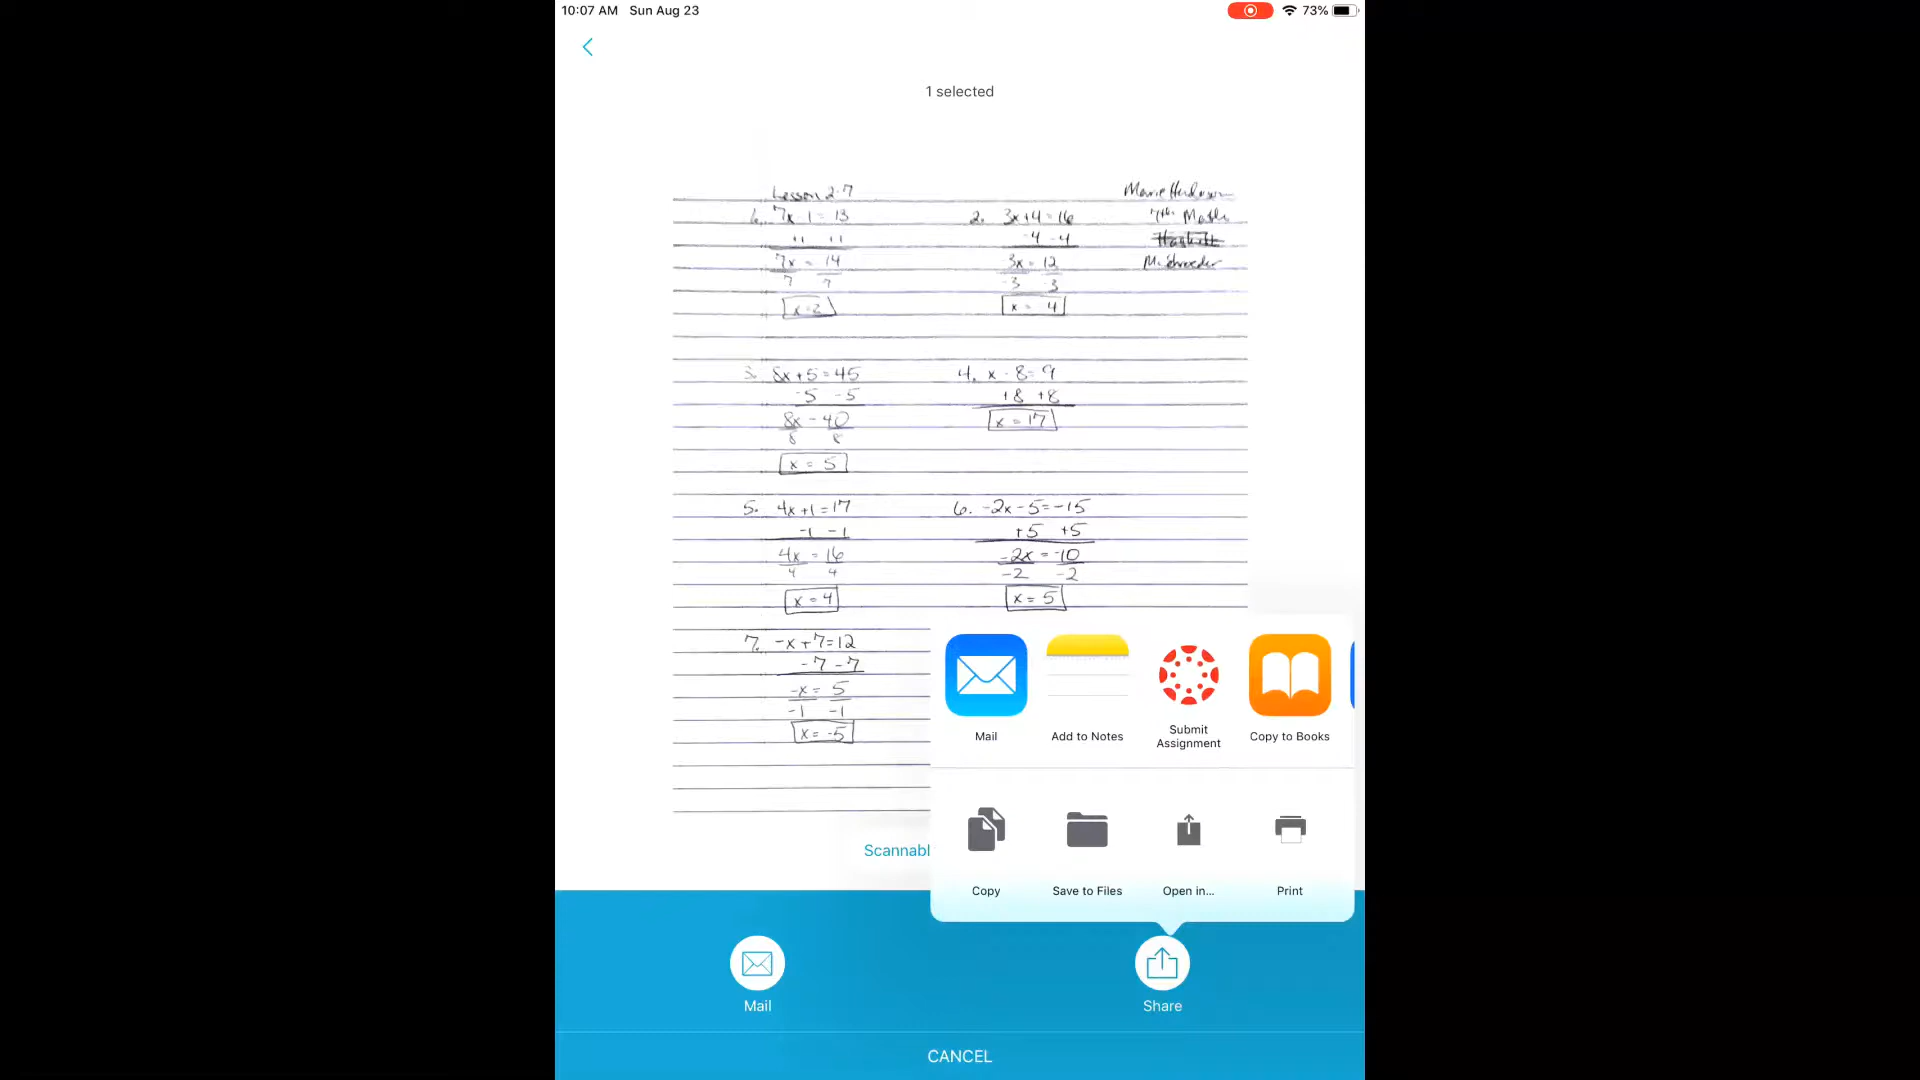 10:07 AM Sun Aug 23
73%
1 selected
Lesson 2.7
7x - 1 = 13
+1 +1
7x = 14
7 7
x = 2
2. 3x + 4 = 16
-4 -4
7th Math
M. Schroeder
3x = 12
x = 4
3. 8x + 5 = 45
-5 -5
8x = 40
8 8
x = 5
4. x - 8 = 9
+8 +8
x = 17
5. 4x + 1 = 17
-1 -1
4x = 16
4 4
x = 4
6. -2x - 5 = -15
+5 +5
-2x = -10
-2 -2
x = 5
7. -x + 7 = 12
-7 -7
-x = 5
-1 -1
x = -5
Mail
Add to Notes
Submit
Assignment
Copy to Books
Scannabl
Copy
Save to Files
Open in...
Print
Mail
Share
CANCEL